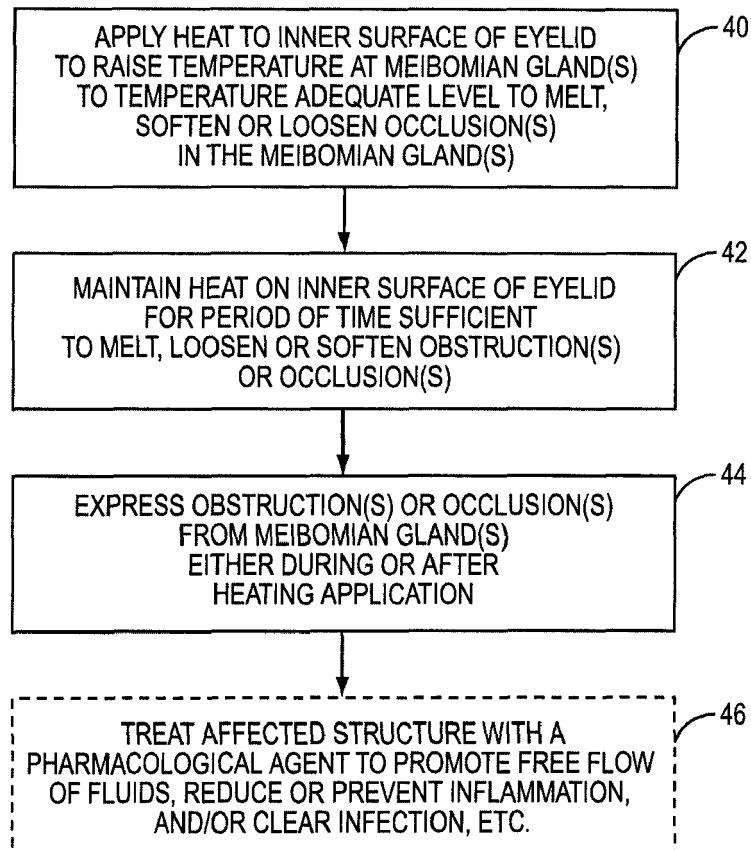 APPLY HEAT TO INNER SURFACE OF EYELID
TO RAISE TEMPERATURE AT MEIBOMIAN GLAND(S)
TO TEMPERATURE ADEQUATE LEVEL TO MELT,
SOFTEN OR LOOSEN OCCLUSION(S)
IN THE MEIBOMIAN GLAND(S)
40
MAINTAIN HEAT ON INNER SURFACE OF EYELID
FOR PERIOD OF TIME SUFFICIENT
TO MELT, LOOSEN OR SOFTEN OBSTRUCTION(S)
OR OCCLUSION(S)
42
EXPRESS OBSTRUCTION(S) OR OCCLUSION(S)
FROM MEIBOMIAN GLAND(S)
EITHER DURING OR AFTER
HEATING APPLICATION
44
TREAT AFFECTED STRUCTURE WITH A
PHARMACOLOGICAL AGENT TO PROMOTE FREE FLOW
OF FLUIDS, REDUCE OR PREVENT INFLAMMATION,
AND/OR CLEAR INFECTION, ETC.
46